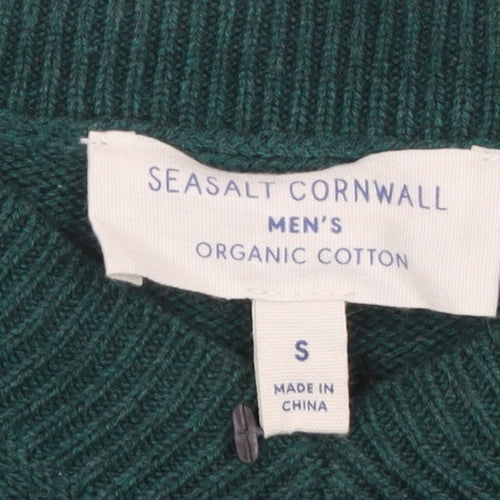 SEASALT CORNWALL
MEN'S
ORGANIC COTTON
S
MADE IN
CHINA